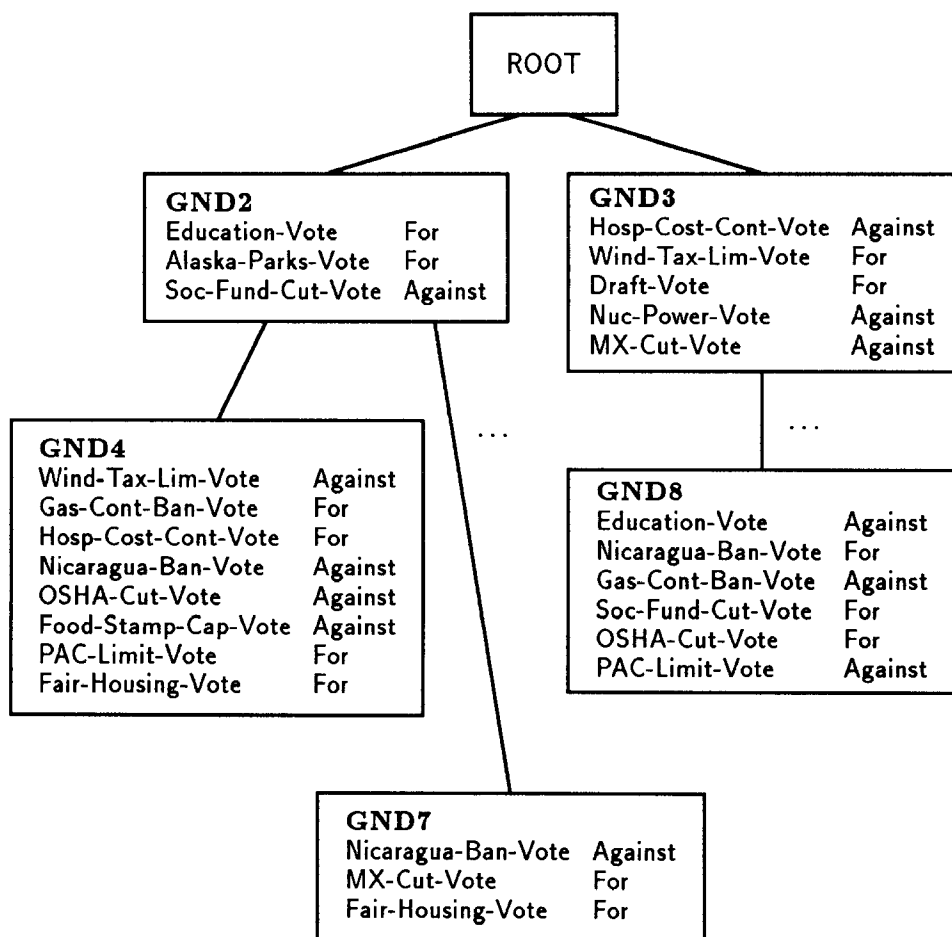 ROOT
GND2
Education-Vote For
Alaska-Parks-Vote For
Soc-Fund-Cut-Vote Against
GND3
Hosp-Cost-Cont-Vote Against
Wind-Tax-Lim-Vote For
Draft-Vote For
Nuc-Power-Vote Against
MX-Cut-Vote Against
...
...
GND4
Wind-Tax-Lim-Vote Against
Gas-Cont-Ban-Vote For
Hosp-Cost-Cont-Vote For
Nicaragua-Ban-Vote Against
OSHA-Cut-Vote Against
Food-Stamp-Cap-Vote Against
PAC-Limit-Vote For
Fair-Housing-Vote For
GND8
Education-Vote Against
Nicaragua-Ban-Vote For
Gas-Cont-Ban-Vote Against
Soc-Fund-Cut-Vote For
OSHA-Cut-Vote For
PAC-Limit-Vote Against
GND7
Nicaragua-Ban-Vote Against
MX-Cut-Vote For
Fair-Housing-Vote For